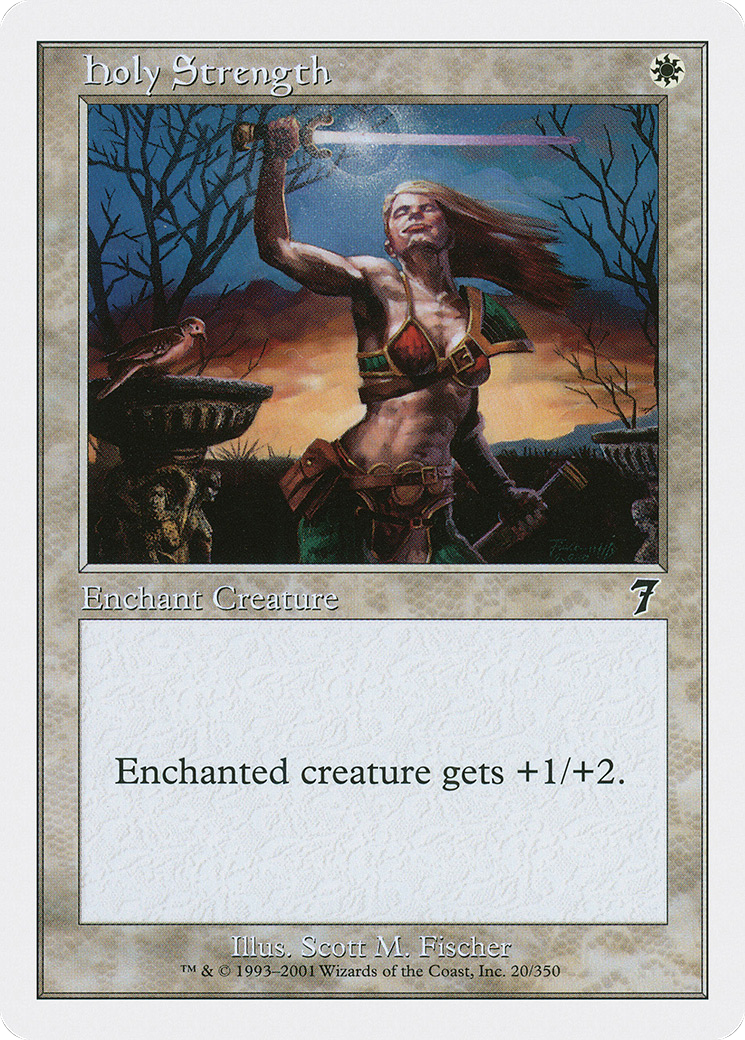 Holy Strength
Enchant Creature
7
Enchanted creature gets +1/+2.
Illus. Scott M. Fischer
™ & © 1993–2001 Wizards of the Coast, Inc. 20/350